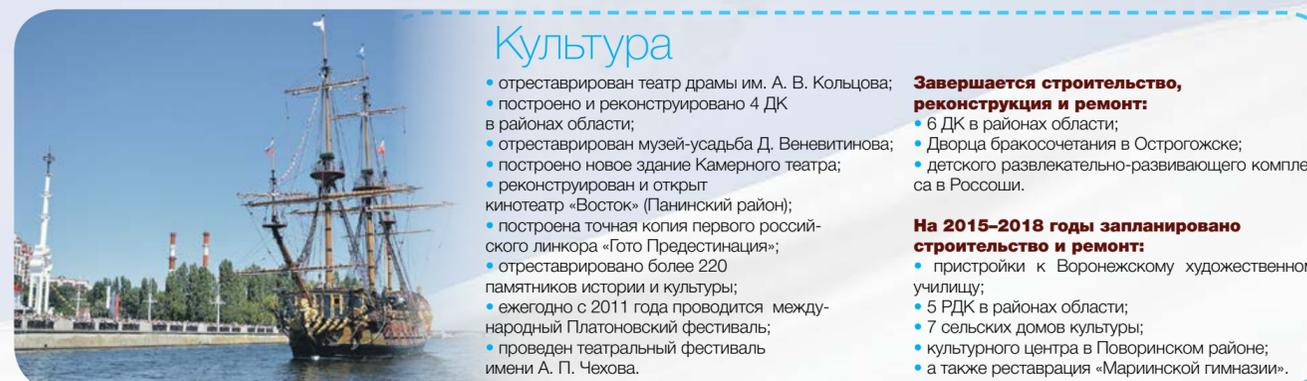 Культура
• отреставрирован театр драмы им. А. В. Кольцова;
• построено и реконструировано 4 ДК
в районах области;
• отреставрирован музей-усадьба Д. Веневитинова;
• построено новое здание Камерного театра;
• реконструирован и открыт
кинотеатр «Восток» (Панинский район);
• построена точная копия первого россий-
ского линкора «Гото Предестинация»;
• отреставрировано более 220
памятников истории и культуры;
• ежегодно с 2011 года проводится между-
народный Платоновский фестиваль;
• проведен театральный фестиваль
имени А. П. Чехова.
Завершается строительство,
реконструкция и ремонт:
• 6 ДК в районах области;
• Дворца бракосочетания в Острогожске;
• детского развлекательно-развивающего компле
са в Россоши.
На 2015–2018 годы запланировано
строительство и ремонт:
• пристройки к Воронежскому художественном
училищу;
• 5 РДК в районах области;
• 7 сельских домов культуры;
• культурного центра в Поворинском районе;
• а также реставрация «Мариинской гимназии».